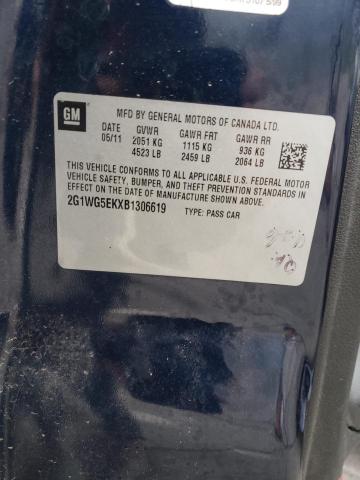 GM
MFD BY GENERAL MOTORS OF CANADA LTD.
DATE GVWR GAWR FRT GAWR RR
05/11 2051 KG 1115 KG 936 KG
4523 LB 2459 LB 2064 LB
THIS VEHICLE CONFORMS TO ALL APPLICABLE U.S. FEDERAL MOTOR
VEHICLE SAFETY, BUMPER, AND THEFT PREVENTION STANDARDS IN
EFFECT ON THE DATE OF MANUFACTURE SHOWN ABOVE.
2G1WG5EKXB1306619 TYPE: PASS CAR